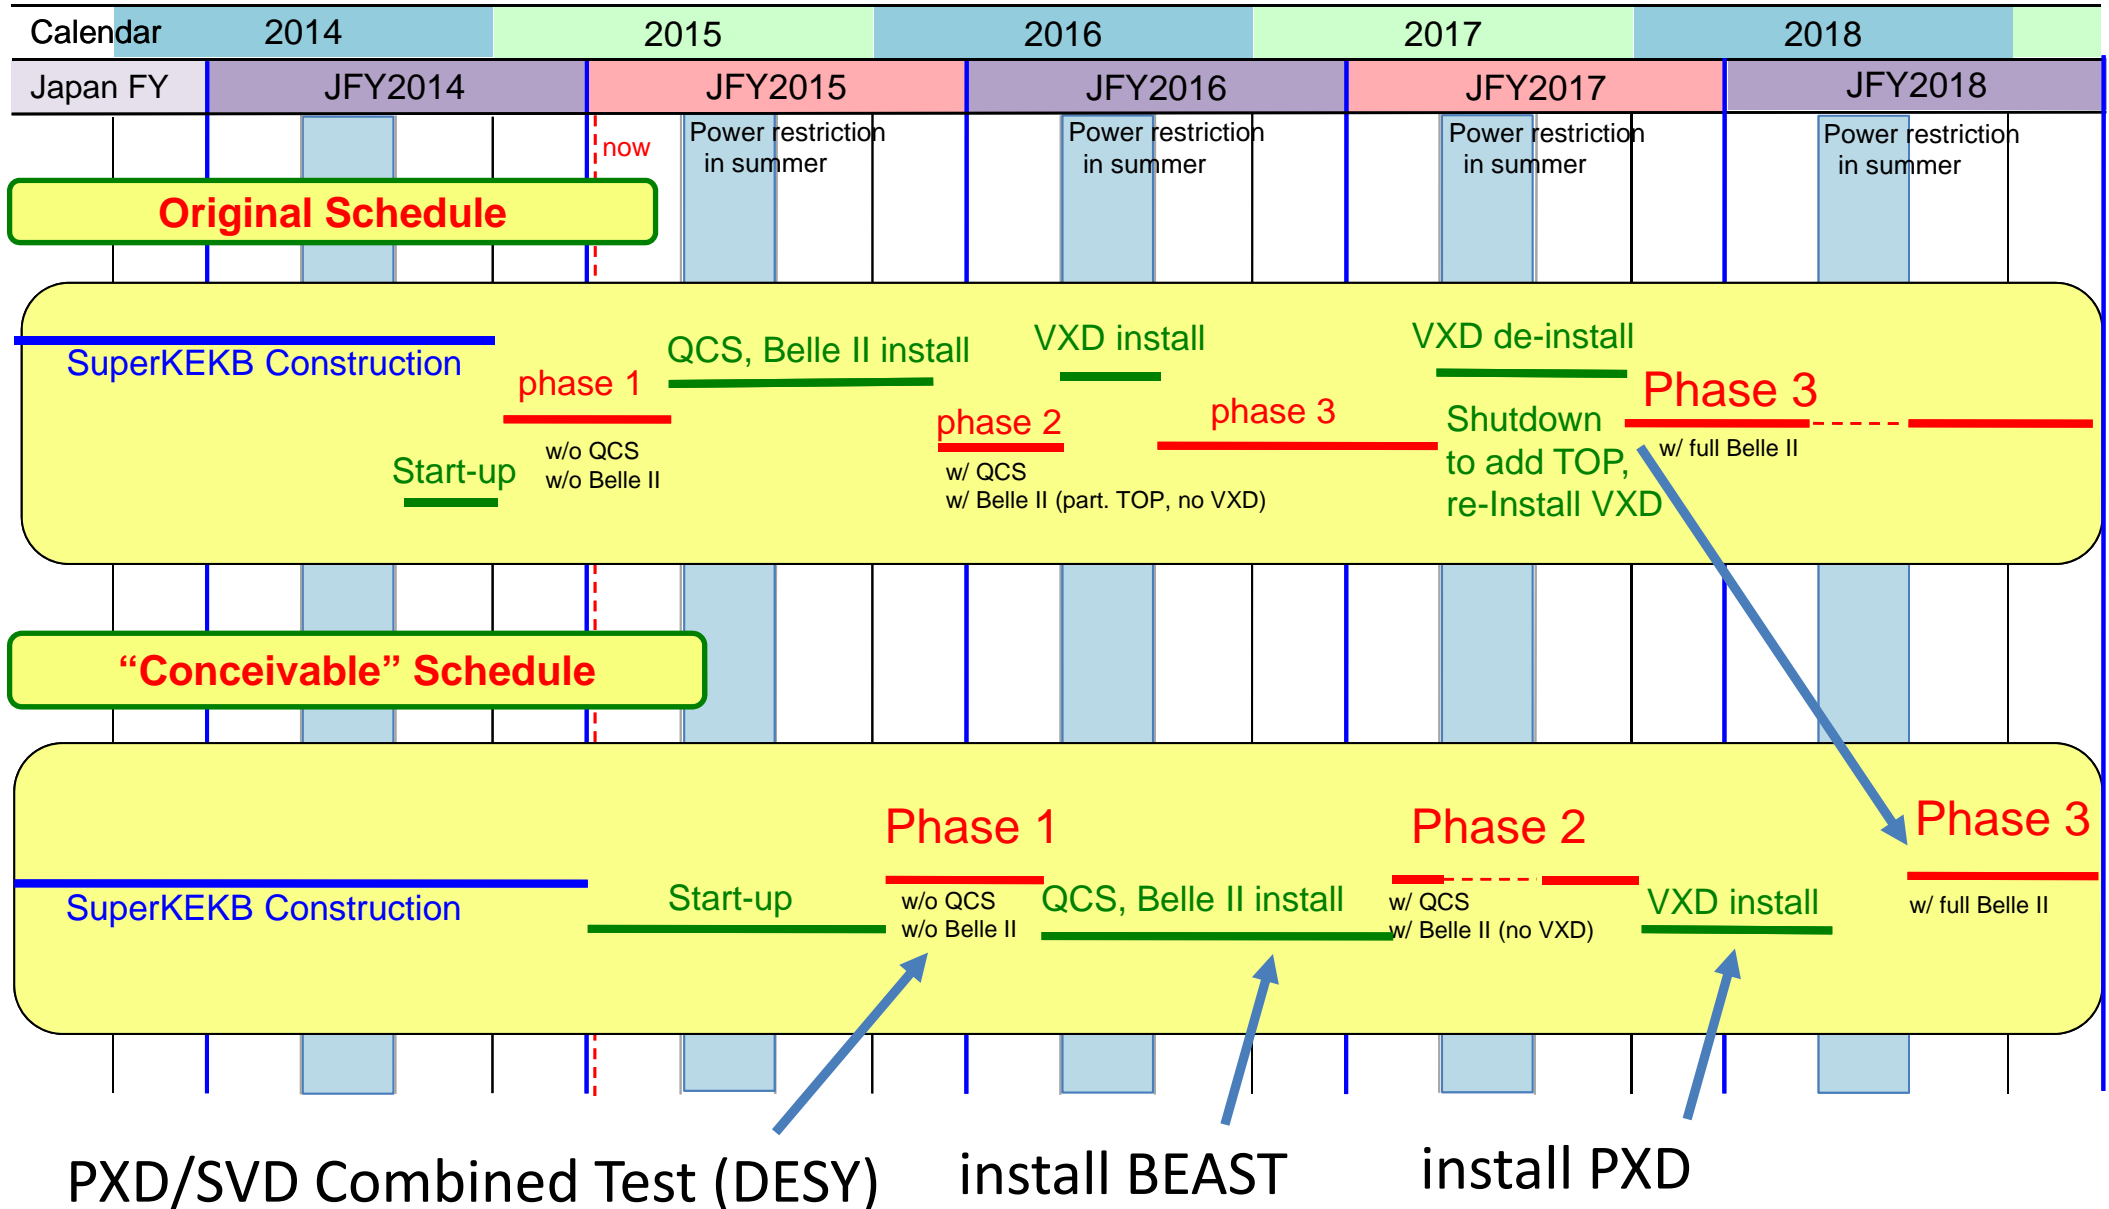 Calendar 2014 2015 2016 2017 2018
Japan FY JFY2014 JFY2015 JFY2016 JFY2017 JFY2018
now
Power restriction
in summer
Power restriction
in summer
Power restriction
in summer
Power restriction
in summer
Original Schedule
SuperKEKB Construction
Start-up
phase 1
w/o QCS
w/o Belle II
QCS, Belle II install
phase 2
w/ QCS
w/ Belle II (part. TOP, no VXD)
VXD install
phase 3
VXD de-install
Shutdown
to add TOP,
re-Install VXD
Phase 3
w/ full Belle II
“Conceivable” Schedule
SuperKEKB Construction
Start-up
Phase 1
w/o QCS
w/o Belle II
QCS, Belle II install
Phase 2
w/ QCS
w/ Belle II (no VXD)
VXD install
Phase 3
w/ full Belle II
PXD/SVD Combined Test (DESY)
install BEAST
install PXD